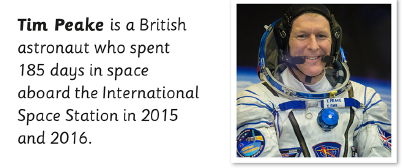 Tim Peake is a British
astronaut who spent
185 days in space
aboard the International
Space Station in 2015
and 2016.